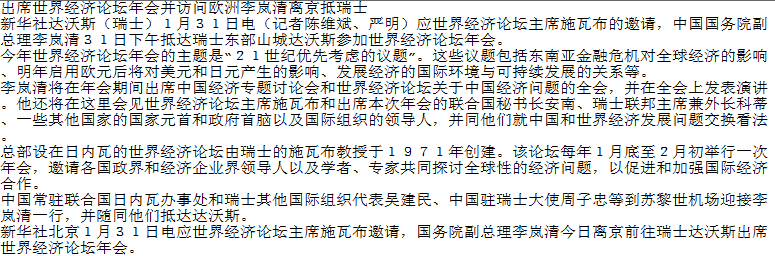 出席世界经济论坛年会并访问欧洲李岚清离京抵瑞士
新华社达沃斯（瑞士）１月３１日电（记者陈维斌、严明）应世界经济论坛主席施瓦布的邀请，中国国务院副
总理李岚清３１日下午抵达瑞士东部山城达沃斯参加世界经济论坛年会。
今年世界经济论坛年会的主题是“２１世纪优先考虑的议题”。这些议题包括东南亚金融危机对全球经济的影响
、明年启用欧元后将对美元和日元产生的影响、发展经济的国际环境与可持续发展的关系等。
李岚清将在年会期间出席中国经济专题讨论会和世界经济论坛关于中国经济问题的全会，并在全会上发表演讲
。他还将在这里会见世界经济论坛主席施瓦布和出席本次年会的联合国秘书长安南、瑞士联邦主席兼外长科蒂
、一些其他国家的国家元首和政府首脑以及国际组织的领导人，并同他们就中国和世界经济发展问题交换看法
。
总部设在日内瓦的世界经济论坛由瑞士的施瓦布教授于１９７１年创建。该论坛每年１月底至２月初举行一次
年会，邀请各国政界和经济企业界领导人以及学者、专家共同探讨全球性的经济问题，以促进和加强国际经济
合作。
中国常驻联合国日内瓦办事处和瑞士其他国际组织代表吴建民、中国驻瑞士大使周子忠等到苏黎世机场迎接李
岚清一行，并随同他们抵达达沃斯。
新华社北京１月３１日电应世界经济论坛主席施瓦布邀请，国务院副总理李岚清今日离京前往瑞士达沃斯出席
世界经济论坛年会。